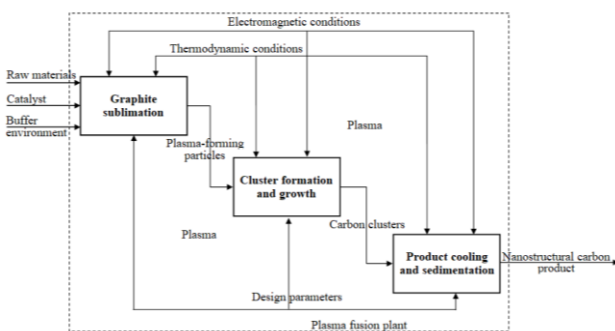 Electromagnetic conditions
Thermodynamic conditions
Raw materials
Catalyst
Buffer
environment
Graphite
sublimation
Plasma
Plasma-forming
particles
Cluster formation
and growth
Carbon clusters
Plasma
Product cooling
and sedimentation
Nanostructural carbon
product
Design parameters
Plasma fusion plant